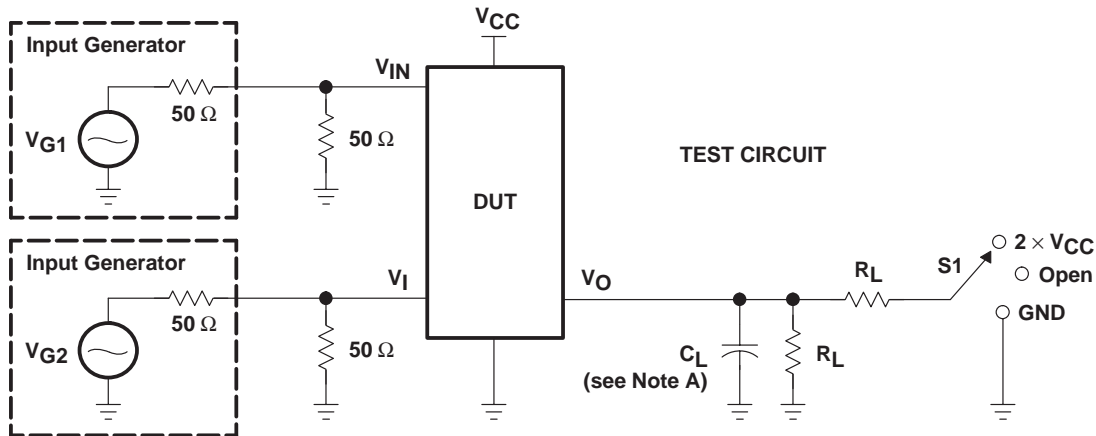 VCC
Input Generator
VIN
50 Ω
VG1
50 Ω
TEST CIRCUIT
DUT
Input Generator
VI
VO
50 Ω
VG2
50 Ω
RL
S1
2 × VCC
Open
GND
CL
(see Note A)
RL